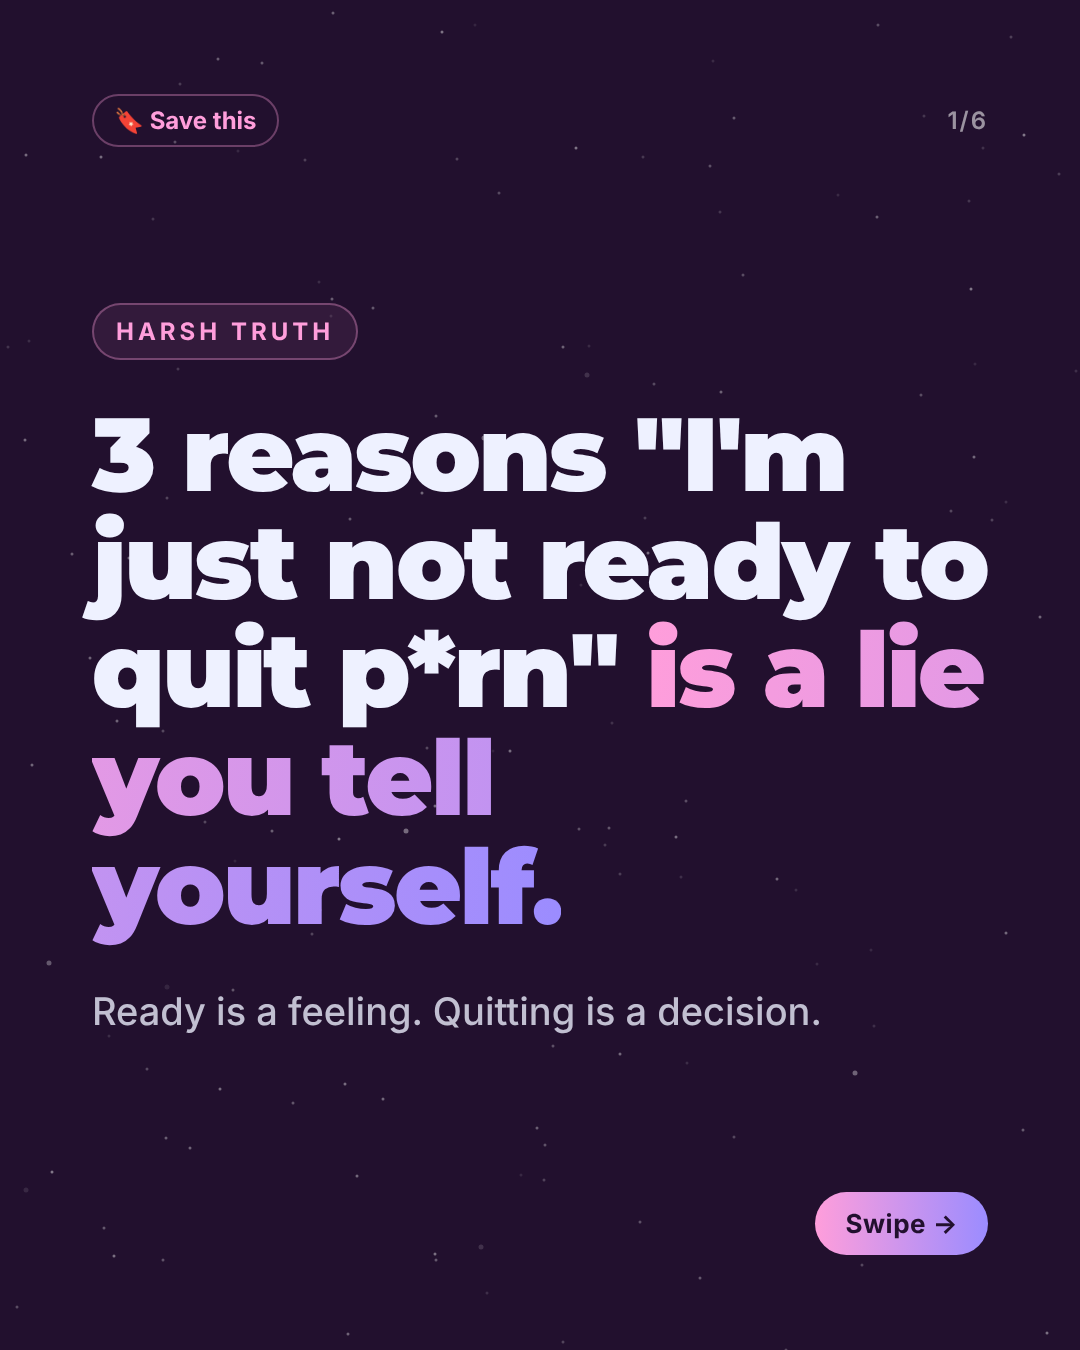 🔖 Save this
1/6
HARSH TRUTH
3 reasons "I'm
just not ready to
quit p*rn" is a lie
you tell
yourself.
Ready is a feeling. Quitting is a decision.
Swipe →